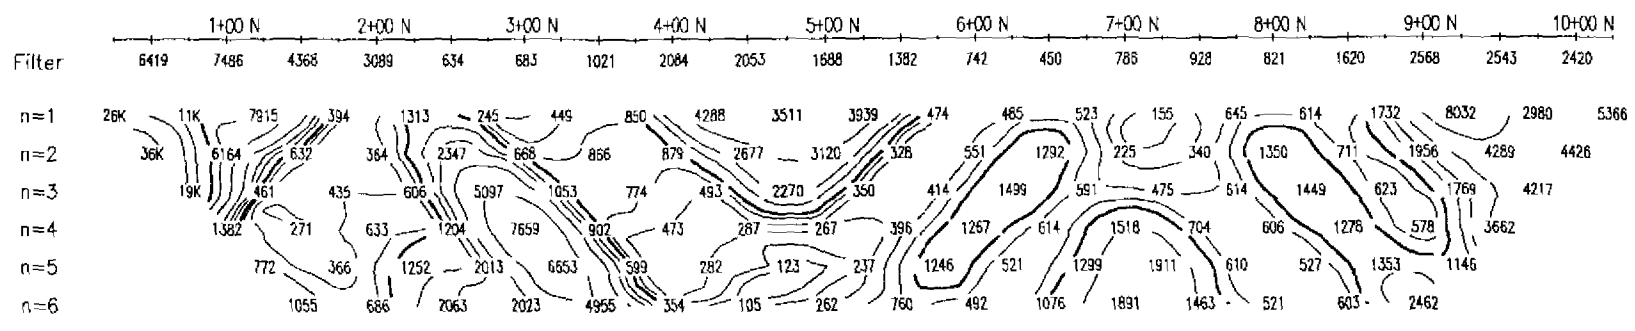 1+00 N 2+00 N 3+00 N 4+00 N 5+00 N 6+00 N 7+00 N 8+00 N 9+00 N 10+00 N
Filter 6419 7486 4368 3089 634 683 1021 2084 2053 1688 1382 742 450 786 928 821 1620 2568 2543 2420
n=1 26K 11K 7915 394 1313 245 449 850 4288 3511 3939 474 465 523 155 645 614 1732 8032 2980 5366
n=2 36K 6164 632 364 2347 668 866 879 2677 3120 328 551 1292 225 340 1350 711 1956 4289 4426
n=3 19K 461 435 606 5097 1053 774 493 2270 350 414 1499 591 475 614 1449 623 1769 4217
n=4 1382 271 633 1204 7659 902 473 287 267 396 1267 614 1518 704 606 1278 578 3662
n=5 772 366 1252 2013 6653 599 282 123 237 1246 521 1299 1911 610 527 1353 1146
n=6 1055 686 2063 2023 4955 354 105 262 760 492 1076 1891 1463 521 603 2462